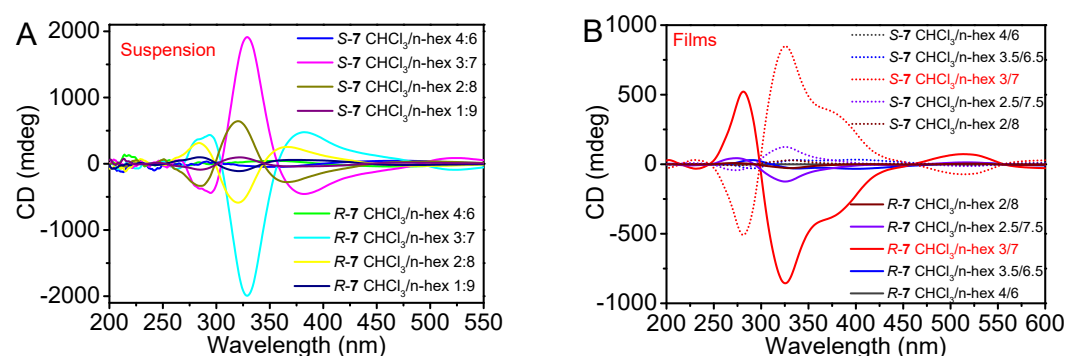 A
Suspension
S-7 CHCl3/n-hex 4:6
S-7 CHCl3/n-hex 3:7
S-7 CHCl3/n-hex 2:8
S-7 CHCl3/n-hex 1:9
R-7 CHCl3/n-hex 4:6
R-7 CHCl3/n-hex 3:7
R-7 CHCl3/n-hex 2:8
R-7 CHCl3/n-hex 1:9
CD (mdeg)
2000
1000
0
-1000
-2000
200 250 300 350 400 450 500 550
Wavelength (nm)
B
Films
S-7 CHCl3/n-hex 4/6
S-7 CHCl3/n-hex 3.5/6.5
S-7 CHCl3/n-hex 3/7
S-7 CHCl3/n-hex 2.5/7.5
S-7 CHCl3/n-hex 2/8
R-7 CHCl3/n-hex 2/8
R-7 CHCl3/n-hex 2.5/7.5
R-7 CHCl3/n-hex 3/7
R-7 CHCl3/n-hex 3.5/6.5
R-7 CHCl3/n-hex 4/6
CD (mdeg)
1000
500
0
-500
-1000
200 250 300 350 400 450 500 550 600
Wavelength (nm)